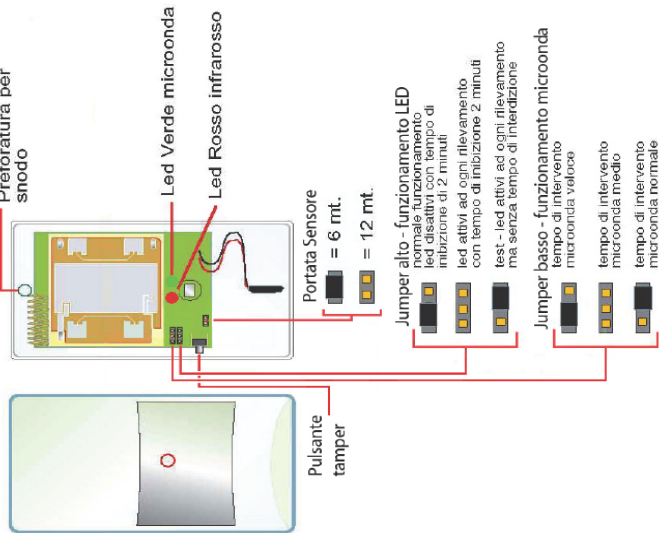 Preforatura per
snodo
Led Verde microonda
Led Rosso infrarosso
Pulsante
tamper
Portata Sensore
= 6 mt.
= 12 mt.
Jumper alto - funzionamento LED
normale funzionamento
led disattivi con tempo di
inibizione di 2 minuti
led attivi ad ogni rilevamento
con tempo di inibizione 2 minuti
test - led attivi ad ogni rilevamento
ma senza tempo di interdizione
Jumper basso - funzionamento microonda
tempo di intervento
microonda veloce
tempo di intervento
microonda medio
tempo di intervento
microonda normale